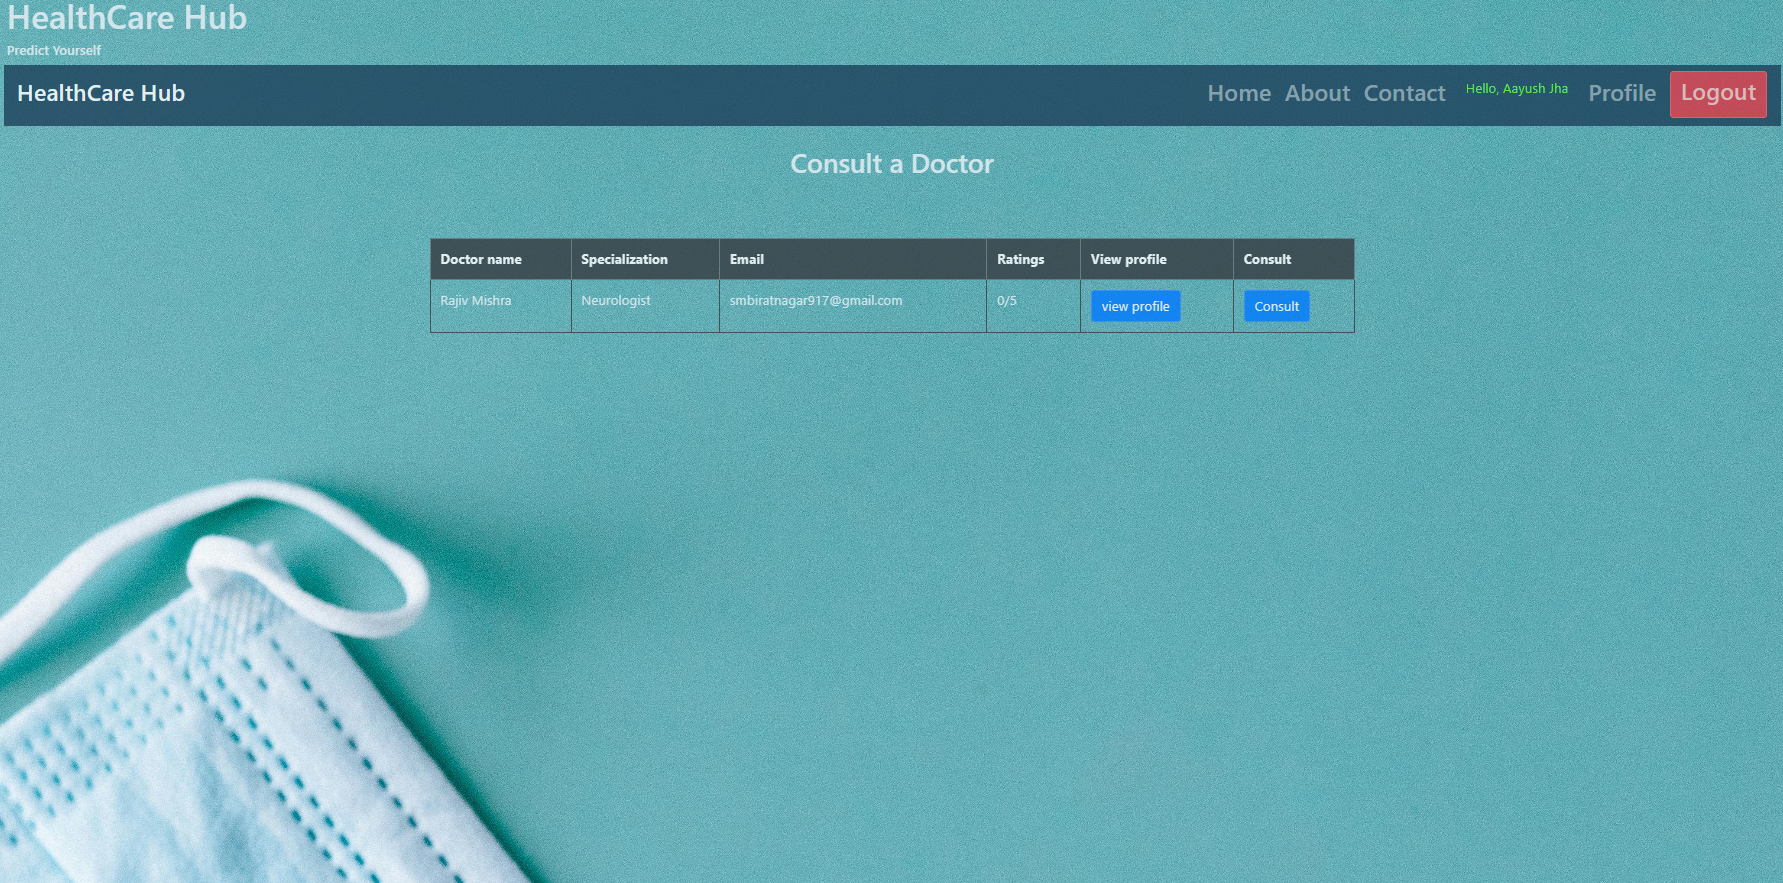 HealthCare Hub
Predict Yourself
HealthCare Hub Home About Contact Hello, Aayush Jha Profile Logout
Consult a Doctor
Doctor name Specialization Email Ratings View profile Consult
Rajiv Mishra Neurologist smbiratnagar917@gmail.com 0/5 view profile Consult